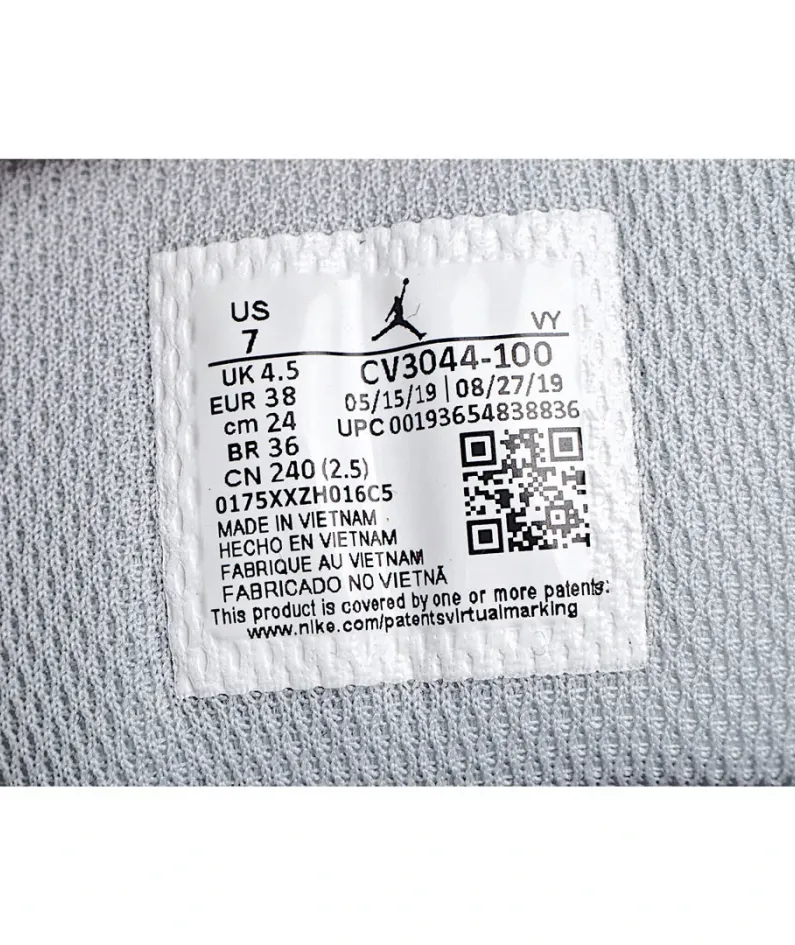 US
7
VY
UK 4.5
EUR 38
cm 24
BR 36
CN 240 (2.5)
CV3044-100
05/15/19 | 08/27/19
UPC 00193654838836
0175XXZH016C5
MADE IN VIETNAM
HECHO EN VIETNAM
FABRIQUE AU VIETNAM
FABRICADO NO VIETNÃ
This product is covered by one or more patents:
www.nike.com/patentsvirtualmarking